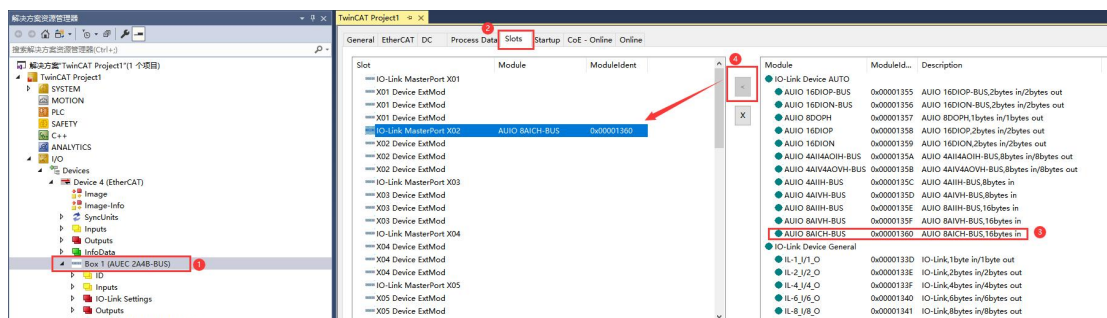 解决方案资源管理器
搜索解决方案资源管理器(Ctrl+;)
解决方案"TwinCAT Project1"(1 个项目)
TwinCAT Project1
SYSTEM
MOTION
PLC
SAFETY
C++
ANALYTICS
I/O
Devices
Device 4 (EtherCAT)
Image
Image-Info
SyncUnits
Inputs
Outputs
InfoData
Box 1 (AUEC 2A4B-BUS) 1
ID
Inputs
IO-Link Settings
Outputs
TwinCAT Project1
2
General EtherCAT DC Process Data Slots Startup CoE - Online Online
Slot Module ModuleIdent
IO-Link MasterPort X01
X01 Device ExtMod
X01 Device ExtMod
X01 Device ExtMod
IO-Link MasterPort X02 AUIO 8AICH-BUS 0x00001360
X02 Device ExtMod
X02 Device ExtMod
X02 Device ExtMod
IO-Link MasterPort X03
X03 Device ExtMod
X03 Device ExtMod
X03 Device ExtMod
IO-Link MasterPort X04
X04 Device ExtMod
X04 Device ExtMod
X04 Device ExtMod
IO-Link MasterPort X05
X05 Device ExtMod
X05 Device ExtMod
4
<
X
Module ModuleId... Description
IO-Link Device AUTO
AUIO 16DIOP-BUS 0x00001355 AUIO 16DIOP-BUS,2bytes in/2bytes out
AUIO 16DION-BUS 0x00001356 AUIO 16DION-BUS,2bytes in/2bytes out
AUIO 8DOPH 0x00001357 AUIO 8DOPH,1bytes in/1bytes out
AUIO 16DIOP 0x00001358 AUIO 16DIOP,2bytes in/2bytes out
AUIO 16DION 0x00001359 AUIO 16DION,2bytes in/2bytes out
AUIO 4AII4AOIH-BUS 0x0000135A AUIO 4AII4AOIH-BUS,8bytes in/8bytes out
AUIO 4AIV4AOVH-BUS 0x0000135B AUIO 4AIV4AOVH-BUS,8bytes in/8bytes out
AUIO 4AIIH-BUS 0x0000135C AUIO 4AIIH-BUS,8bytes in
AUIO 4AIVH-BUS 0x0000135D AUIO 4AIVH-BUS,8bytes in
AUIO 8AIIH-BUS 0x0000135E AUIO 8AIIH-BUS,16bytes in
AUIO 8AIVH-BUS 0x0000135F AUIO 8AIVH-BUS,16bytes in
AUIO 8AICH-BUS 0x00001360 AUIO 8AICH-BUS,16bytes in 3
IO-Link Device General
IL-1_I/1_O 0x0000133D IO-Link,1byte in/1byte out
IL-2_I/2_O 0x0000133E IO-Link,2bytes in/2bytes out
IL-4_I/4_O 0x0000133F IO-Link,4bytes in/4bytes out
IL-6_I/6_O 0x00001340 IO-Link,6bytes in/6bytes out
IL-8_I/8_O 0x00001341 IO-Link,8bytes in/8bytes out